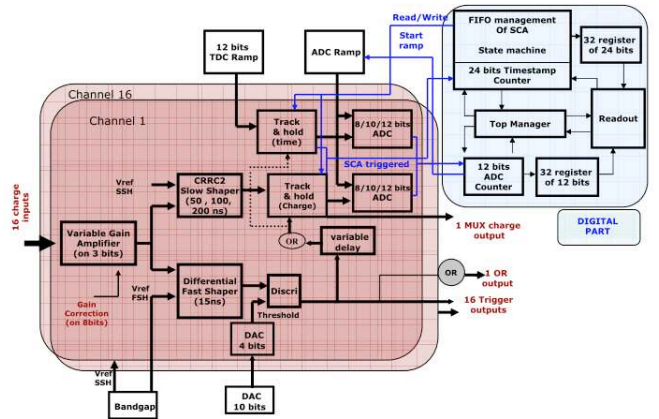 Read/Write
Start
ramp
12 bits
TDC Ramp
ADC Ramp
FIFO management
Of SCA
State machine
24 bits Timestamp
Counter
32 register
of 24 bits
Top Manager
Readout
12 bits
ADC
Counter
32 register
of 12 bits
DIGITAL
PART
Channel 16
Channel 1
Track
& hold
(time)
8/10/12 bits
ADC
SCA triggered
Vref
SSH
CRRC2
Slow Shaper
(50 , 100,
200 ns)
Track
& hold
(Charge)
8/10/12 bits
ADC
16 charge
inputs
1 MUX charge
output
Variable Gain
Amplifier
(on 3 bits)
OR
variable
delay
Gain
Correction
(on 8bits)
Vref
FSH
Differential
Fast Shaper
(15ns)
Discri
Threshold
OR
1 OR
output
16 Trigger
outputs
DAC
4 bits
Vref
SSH
Bandgap
DAC
10 bits